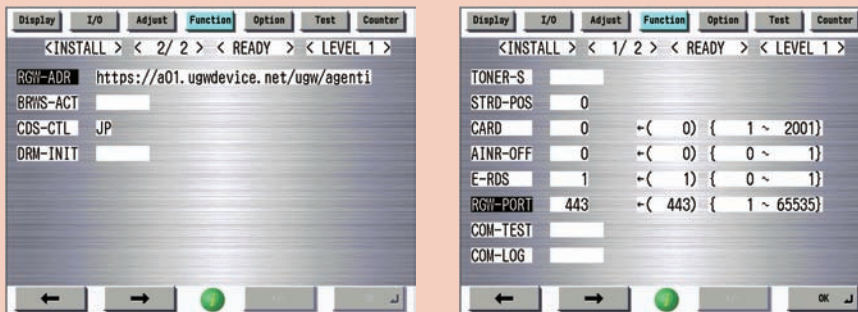 Display I/O Adjust Function Option Test Counter
<INSTALL > < 2/ 2 > < READY > < LEVEL 1 >
RGW-ADR https://a01.ugwdevice.net/ugw/agenti
BRWS-ACT
CDS-CTL JP
DRM-INIT
Display I/O Adjust Function Option Test Counter
<INSTALL > < 1/ 2 > < READY > < LEVEL 1 >
TONER-S
STRD-POS 0
CARD 0 ←( 0) { 1 ~ 2001}
AINR-OFF 0 ←( 0) { 0 ~ 1}
E-RDS 1 ←( 1) { 0 ~ 1}
RGW-PORT 443 ←( 443) { 1 ~ 65535}
COM-TEST
COM-LOG
OK